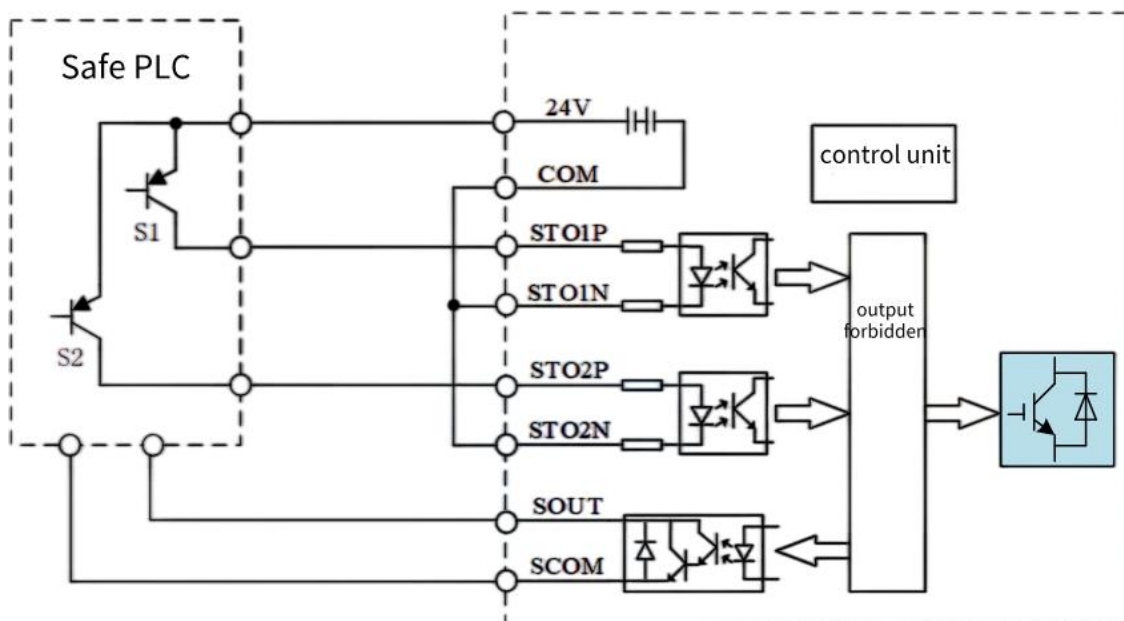 Safe PLC
24V
control unit
COM
S1
STO1P
STO1N
output
forbidden
S2
STO2P
STO2N
SOUT
SCOM